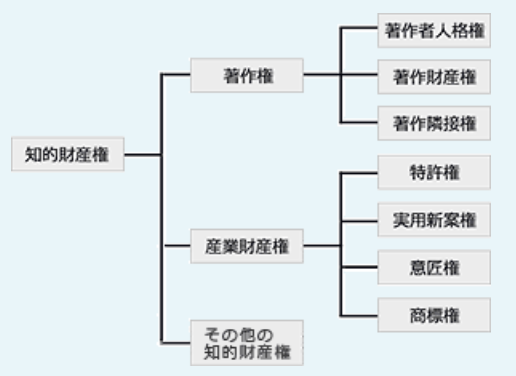 知的財産権
著作権
著作者人格権
著作財産権
著作隣接権
産業財産権
特許権
実用新案権
意匠権
商標権
その他の
知的財産権